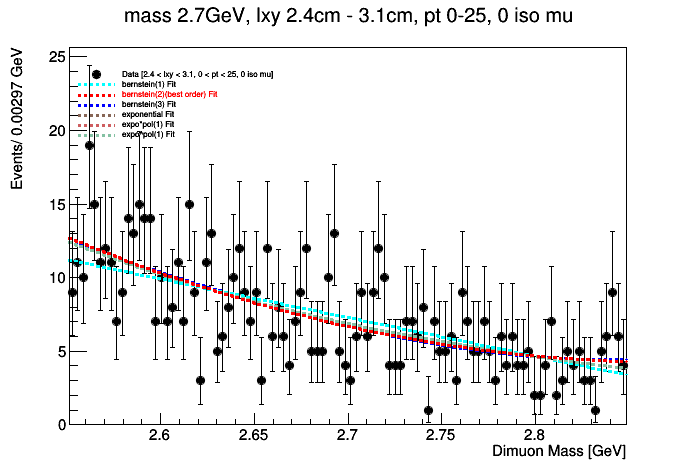 mass 2.7GeV, lxy 2.4cm - 3.1cm, pt 0-25, 0 iso mu
Events/ 0.00297 GeV
25
20
15
10
5
0
Data [2.4 < lxy < 3.1, 0 < pt < 25, 0 iso mu]
bernstein(1) Fit
bernstein(2)(best order) Fit
bernstein(3) Fit
exponential Fit
expo*pol(1) Fit
expo*pol(1) Fit
2.6 2.65 2.7 2.75 2.8
Dimuon Mass [GeV]